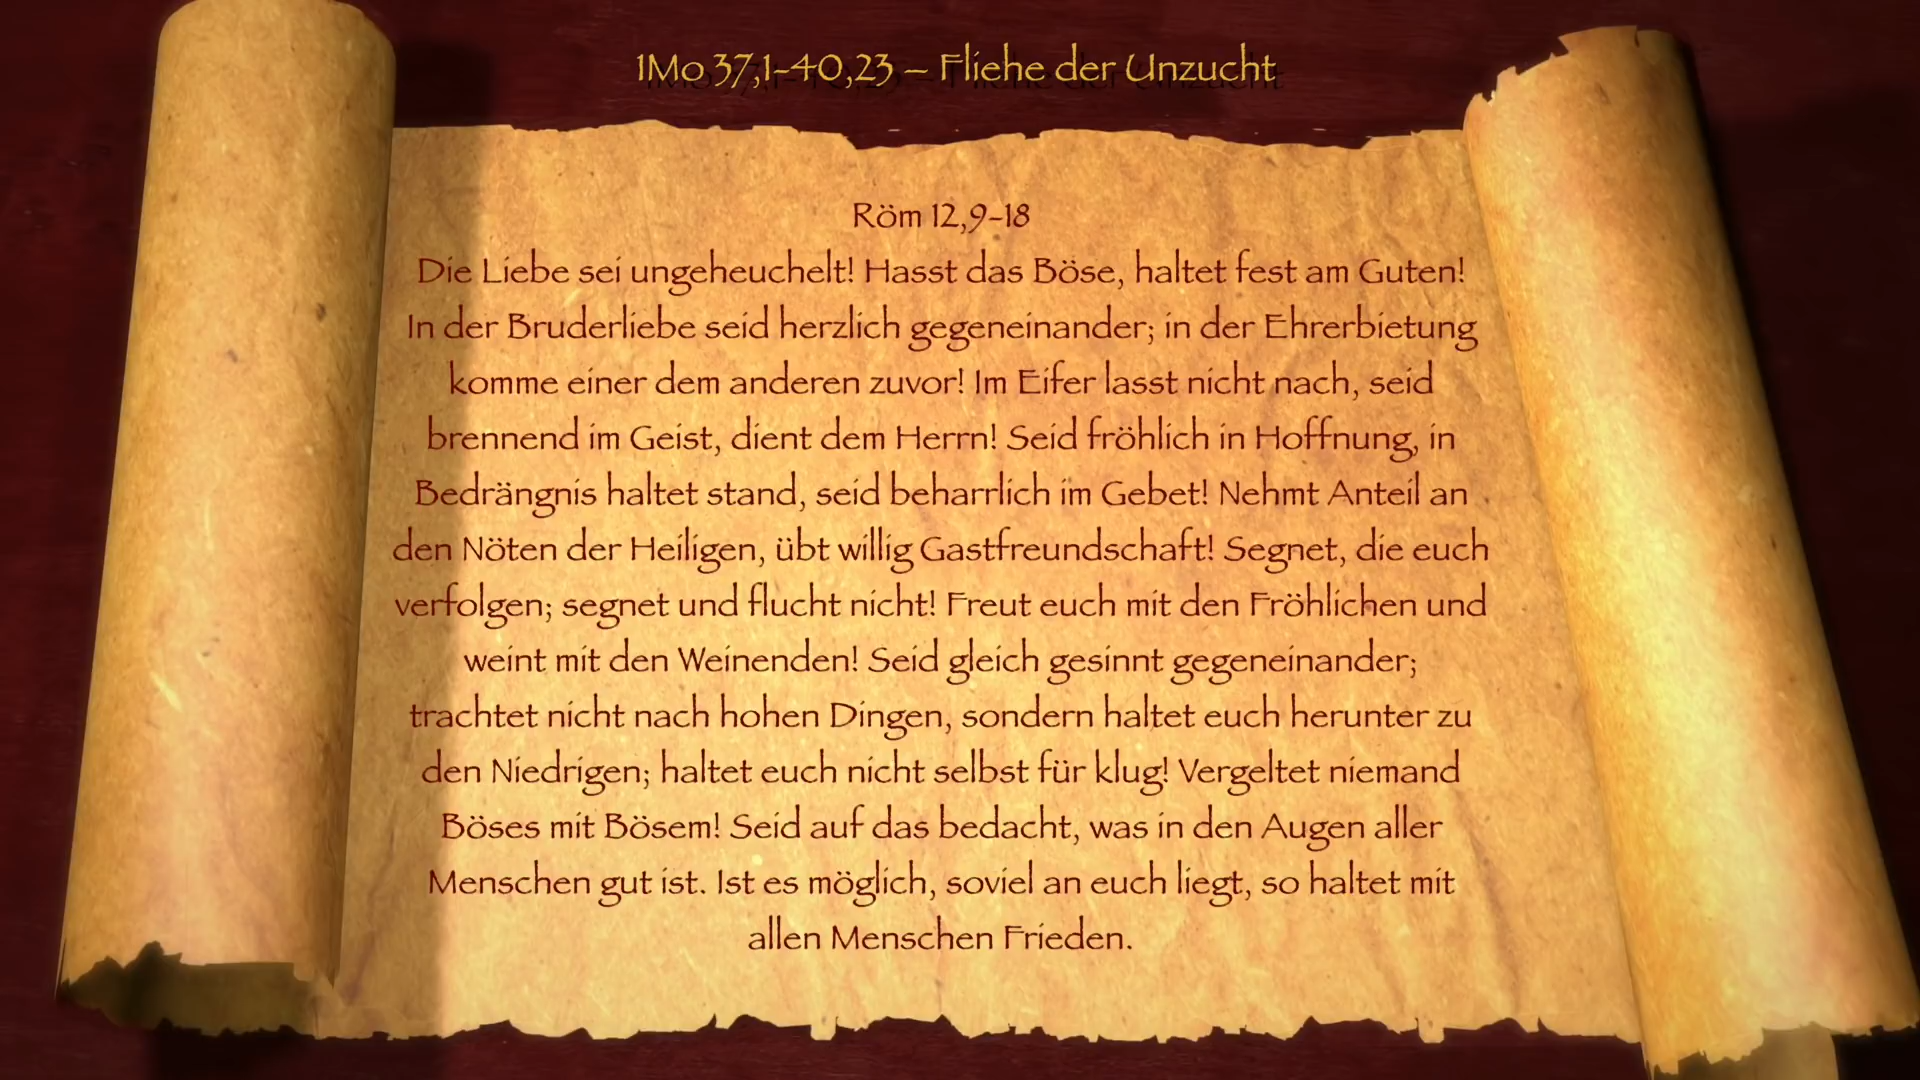 1Mo 37,1-40,23 – Fliehe der Unzucht
Röm 12,9-18
Die Liebe sei ungeheuchelt! Hasst das Böse, haltet fest am Guten!
In der Bruderliebe seid herzlich gegeneinander; in der Ehrerbietung
komme einer dem anderen zuvor! Im Eifer lasst nicht nach, seid
brennend im Geist, dient dem Herrn! Seid fröhlich in Hoffnung, in
Bedrängnis haltet stand, seid beharrlich im Gebet! Nehmt Anteil an
den Nöten der Heiligen, übt willig Gastfreundschaft! Segnet, die euch
verfolgen; segnet und flucht nicht! Freut euch mit den Fröhlichen und
weint mit den Weinenden! Seid gleich gesinnt gegeneinander;
trachtet nicht nach hohen Dingen, sondern haltet euch herunter zu
den Niedrigen; haltet euch nicht selbst für klug! Vergeltet niemand
Böses mit Bösem! Seid auf das bedacht, was in den Augen aller
Menschen gut ist. Ist es möglich, soviel an euch liegt, so haltet mit
allen Menschen Frieden.